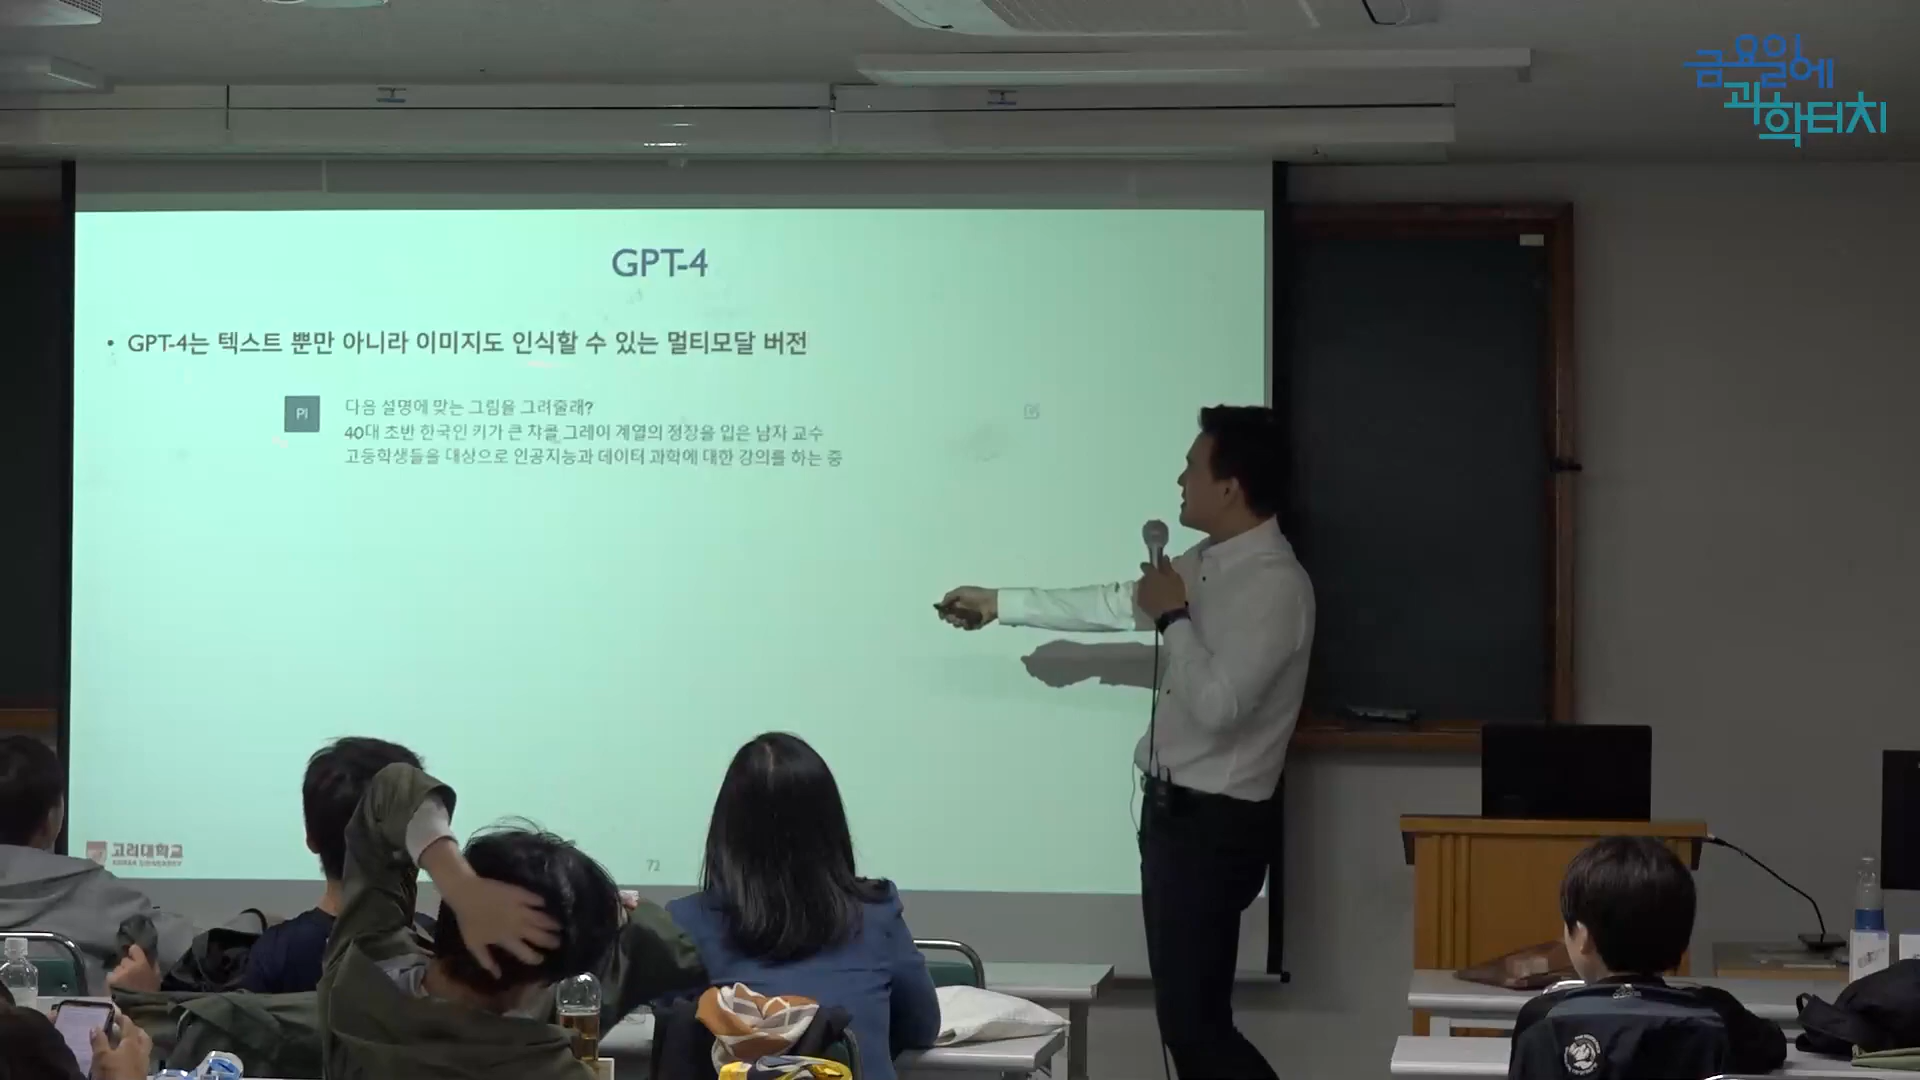 금요일에
과학터치
GPT-4
• GPT-4는 텍스트 뿐만 아니라 이미지도 인식할 수 있는 멀티모달 버전
PI
다음 설명에 맞는 그림을 그려줄래?
40대 초반 한국인 키가 큰 차콜 그레이 계열의 정장을 입은 남자 교수
고등학생들을 대상으로 인공지능과 데이터 과학에 대한 강의를 하는 중
고려대학교
KOREA UNIVERSITY
72